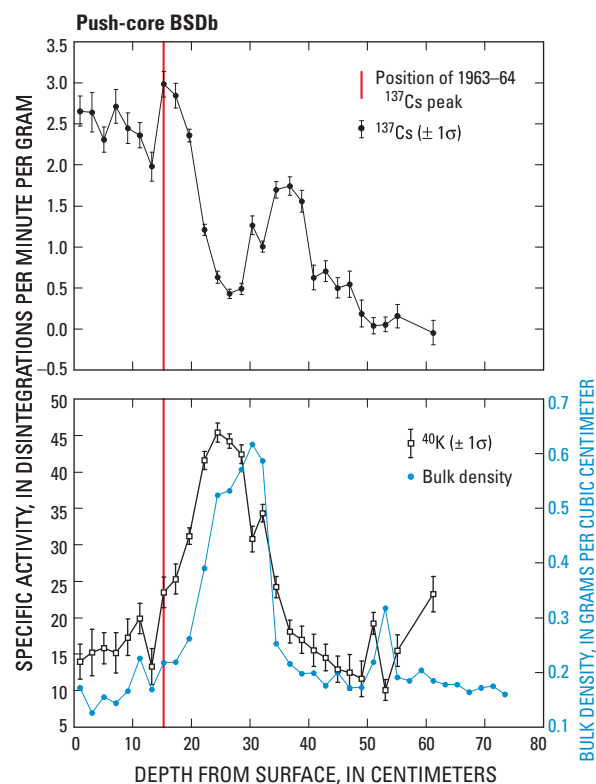 Push-core BSDb
SPECIFIC ACTIVITY, IN DISINTEGRATIONS PER MINUTE PER GRAM
3.5
3.0
2.5
2.0
1.5
1.0
0.5
0.0
−0.5
Position of 1963–64
¹³⁷Cs peak
¹³⁷Cs (± 1σ)
50
45
40
35
30
25
20
15
10
5
⁴⁰K (± 1σ)
Bulk density
0.7
0.6
0.5
0.4
0.3
0.2
0.1
BULK DENSITY, IN GRAMS PER CUBIC CENTIMETER
0 10 20 30 40 50 60 70 80
DEPTH FROM SURFACE, IN CENTIMETERS